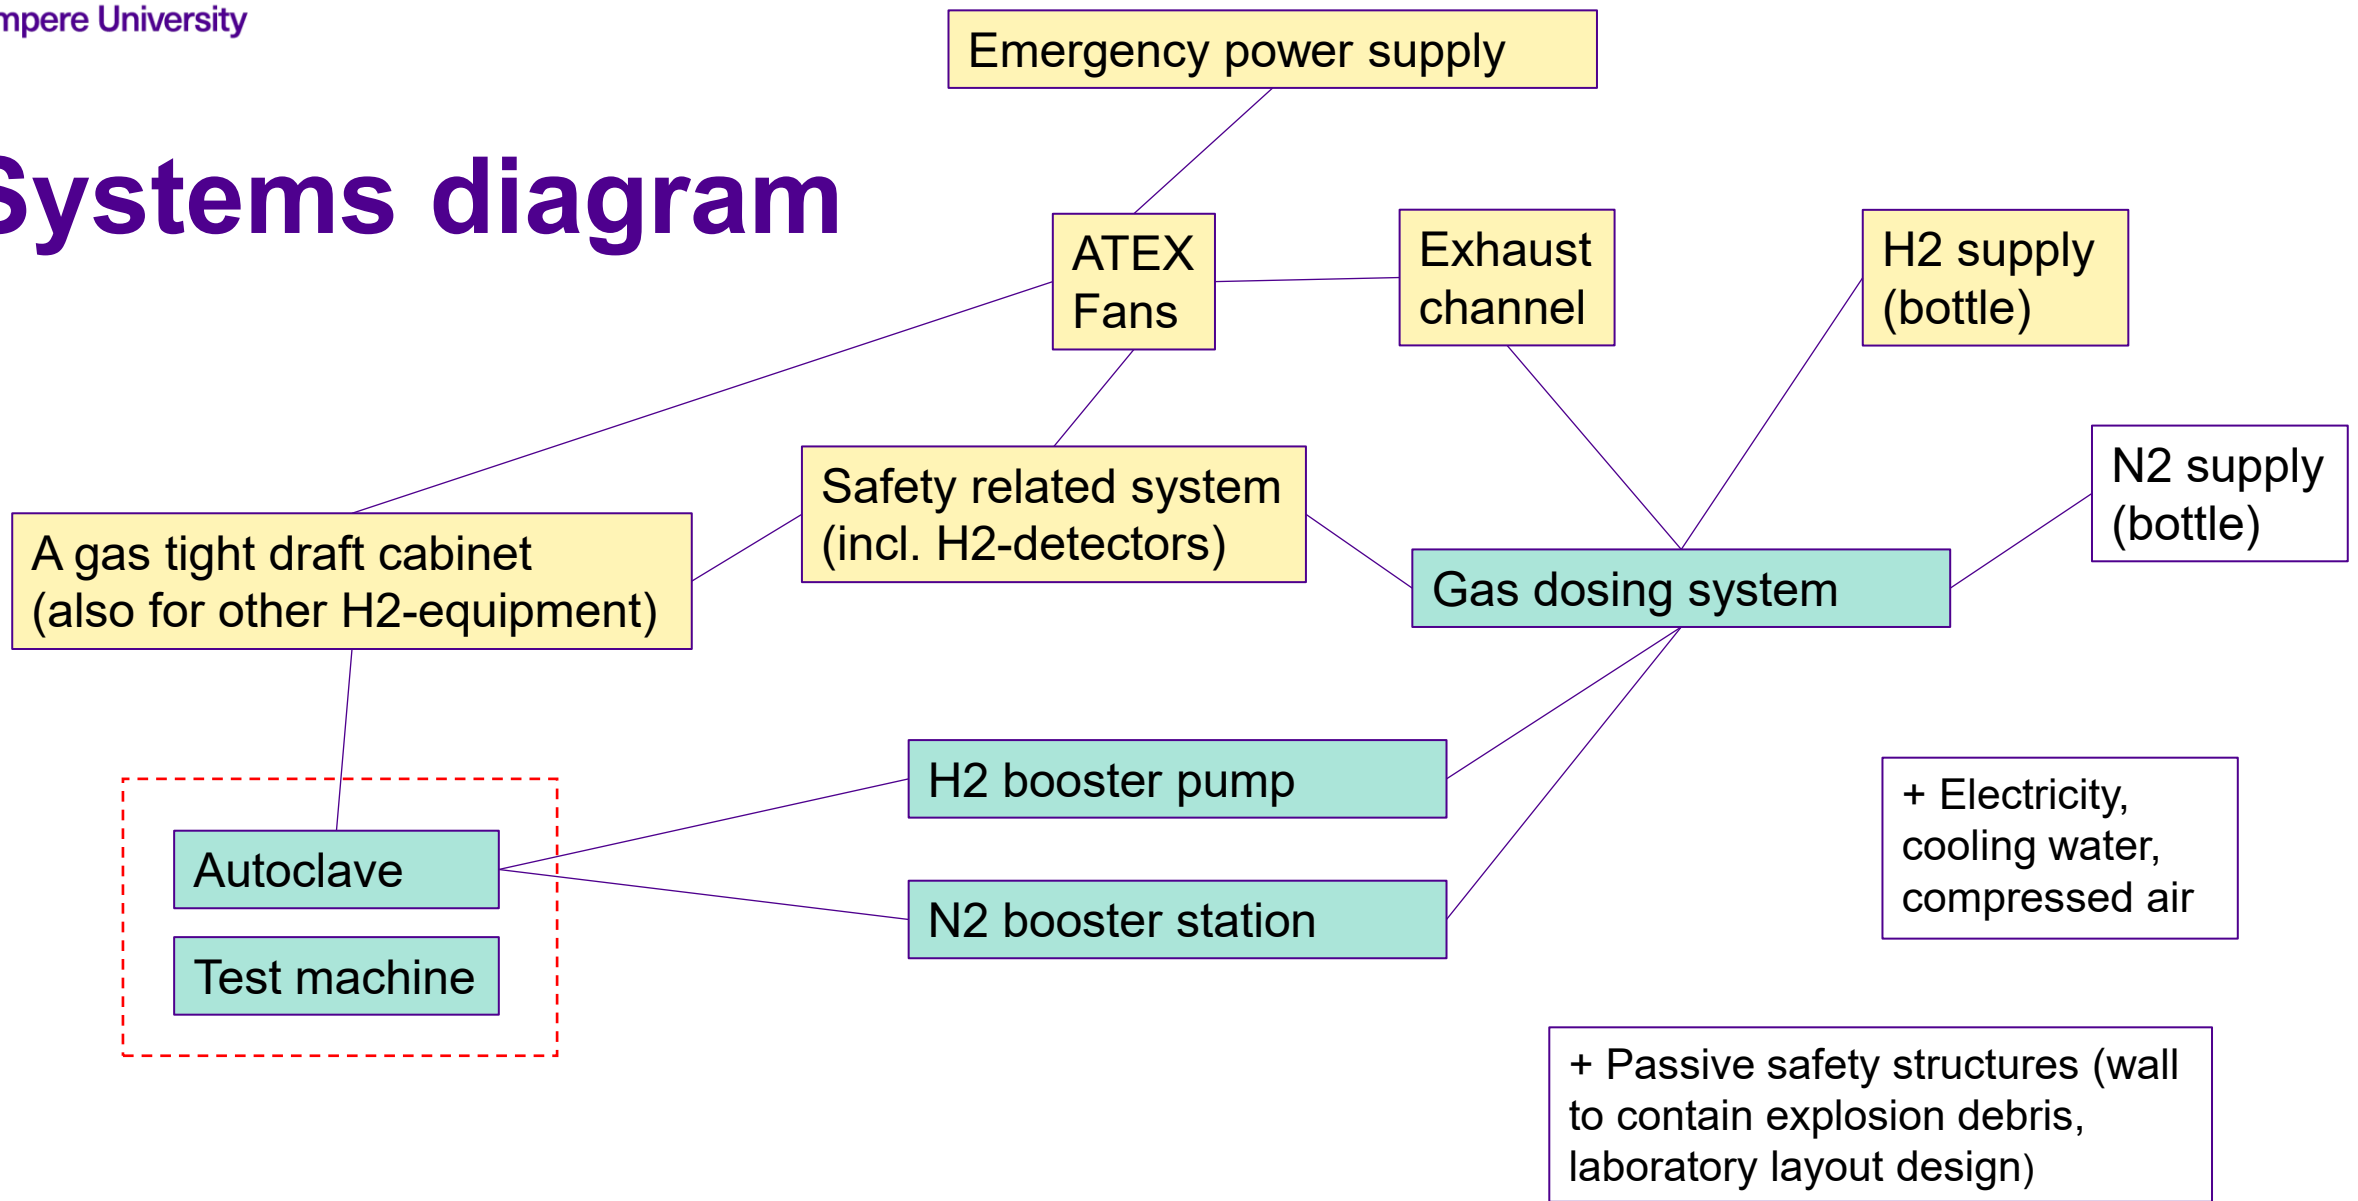 mpere University
Emergency power supply
Systems diagram
ATEX
Fans
Exhaust
channel
H2 supply
(bottle)
N2 supply
(bottle)
Safety related system
(incl. H2-detectors)
A gas tight draft cabinet
(also for other H2-equipment)
Gas dosing system
H2 booster pump
+ Electricity,
cooling water,
compressed air
Autoclave
N2 booster station
Test machine
+ Passive safety structures (wall
to contain explosion debris,
laboratory layout design)